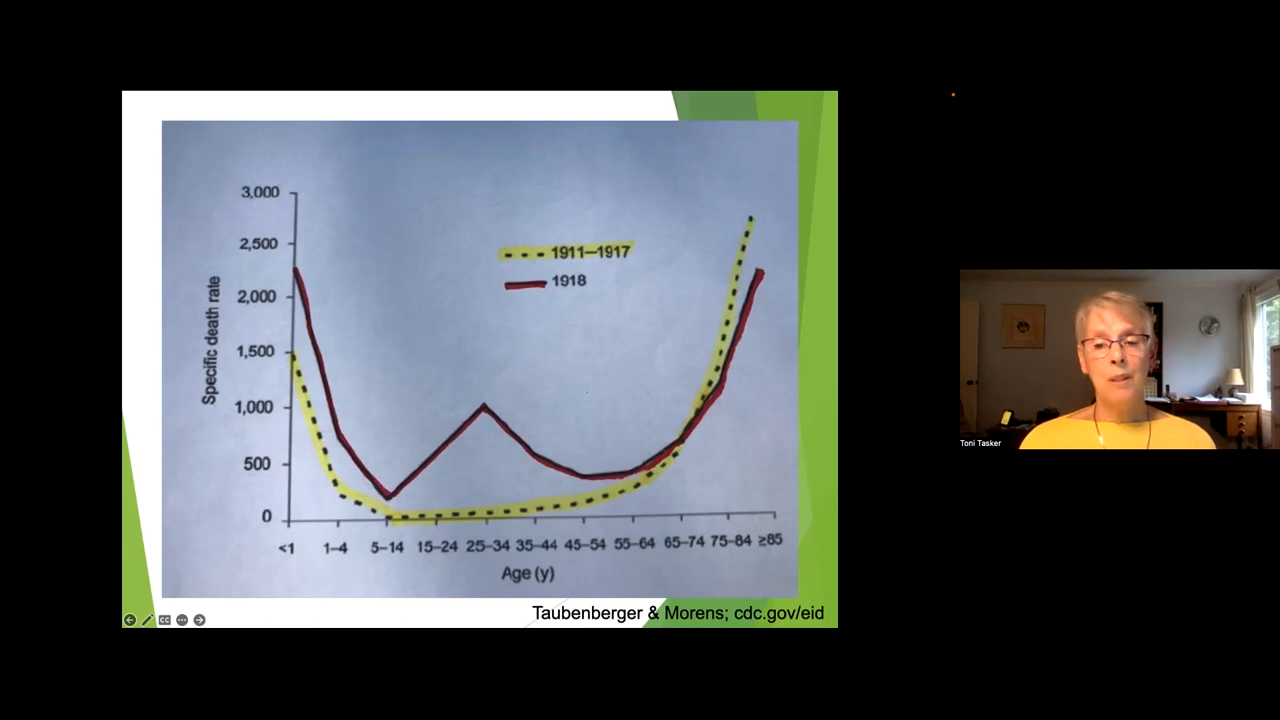 3,000
2,500
2,000
1,500
1,000
500
0
Specific death rate
1911–1917
1918
<1 1–4 5–14 15–24 25–34 35–44 45–54 55–64 65–74 75–84 ≥85
Age (y)
Taubenberger & Morens; cdc.gov/eid
CC
Toni Tasker